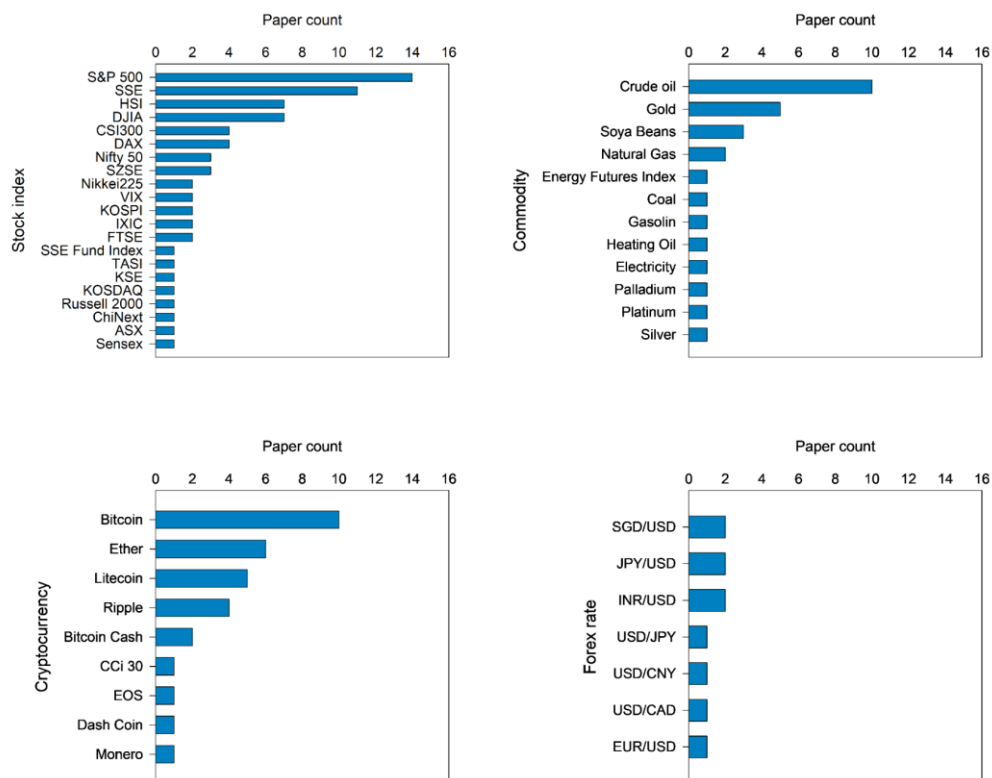 Paper count
0 2 4 6 8 10 12 14 16
Stock index
S&P 500
SSE
HSI
DJIA
CSI300
DAX
Nifty 50
SZSE
Nikkei225
VIX
KOSPI
IXIC
FTSE
SSE Fund Index
TASI
KSE
KOSDAQ
Russell 2000
ChiNext
ASX
Sensex
Paper count
0 2 4 6 8 10 12 14 16
Commodity
Crude oil
Gold
Soya Beans
Natural Gas
Energy Futures Index
Coal
Gasolin
Heating Oil
Electricity
Palladium
Platinum
Silver
Paper count
0 2 4 6 8 10 12 14 16
Cryptocurrency
Bitcoin
Ether
Litecoin
Ripple
Bitcoin Cash
CCi 30
EOS
Dash Coin
Monero
Paper count
0 2 4 6 8 10 12 14 16
Forex rate
SGD/USD
JPY/USD
INR/USD
USD/JPY
USD/CNY
USD/CAD
EUR/USD